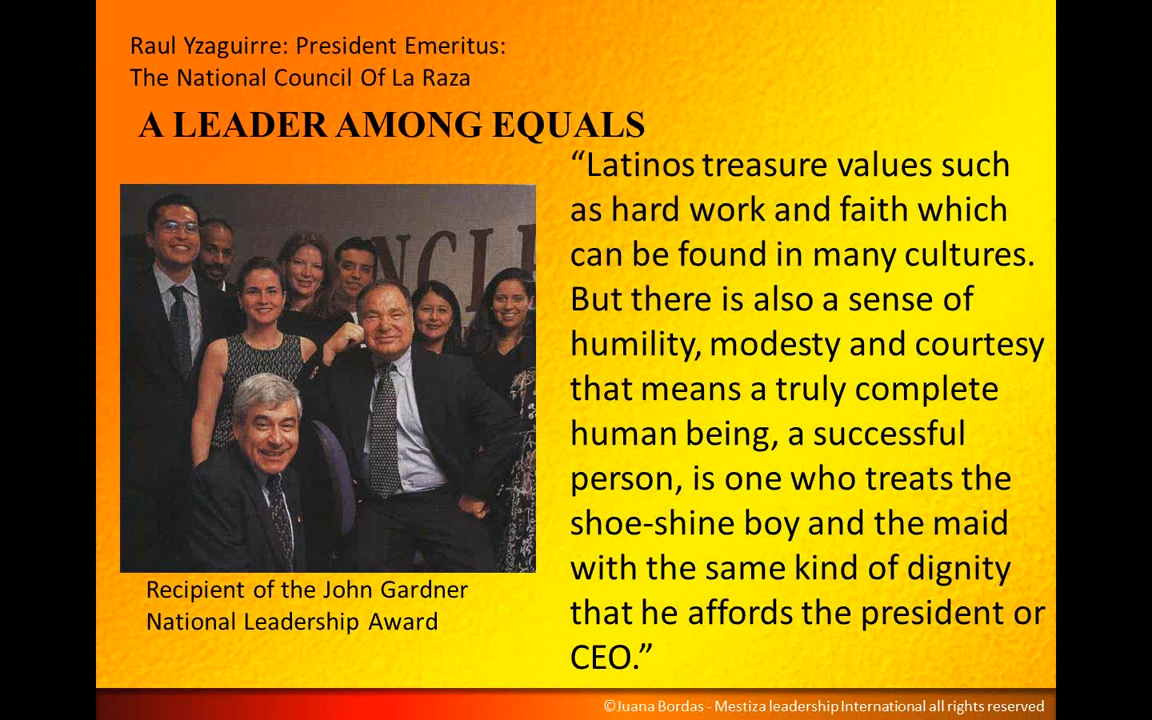 Raul Yzaguirre: President Emeritus:
The National Council Of La Raza
A LEADER AMONG EQUALS
“Latinos treasure values such
as hard work and faith which
can be found in many cultures.
But there is also a sense of
humility, modesty and courtesy
that means a truly complete
human being, a successful
person, is one who treats the
shoe-shine boy and the maid
with the same kind of dignity
that he affords the president or
CEO.”
NCL
Recipient of the John Gardner
National Leadership Award
©Juana Bordas - Mestiza leadership International all rights reserved